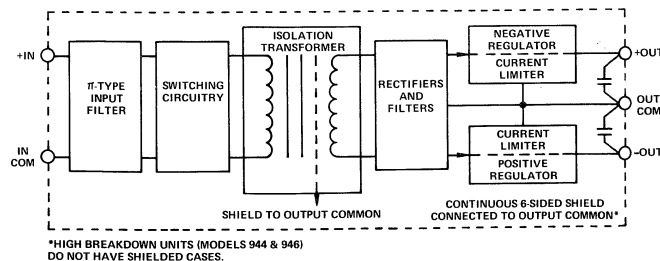 +IN
IN
COM
π-TYPE
INPUT
FILTER
SWITCHING
CIRCUITRY
ISOLATION
TRANSFORMER
SHIELD TO OUTPUT COMMON
RECTIFIERS
AND
FILTERS
NEGATIVE
REGULATOR
CURRENT
LIMITER
CURRENT
LIMITER
POSITIVE
REGULATOR
+OUT
OUT
COM
–OUT
CONTINUOUS 6-SIDED SHIELD
CONNECTED TO OUTPUT COMMON*
*HIGH BREAKDOWN UNITS (MODELS 944 & 946)
DO NOT HAVE SHIELDED CASES.